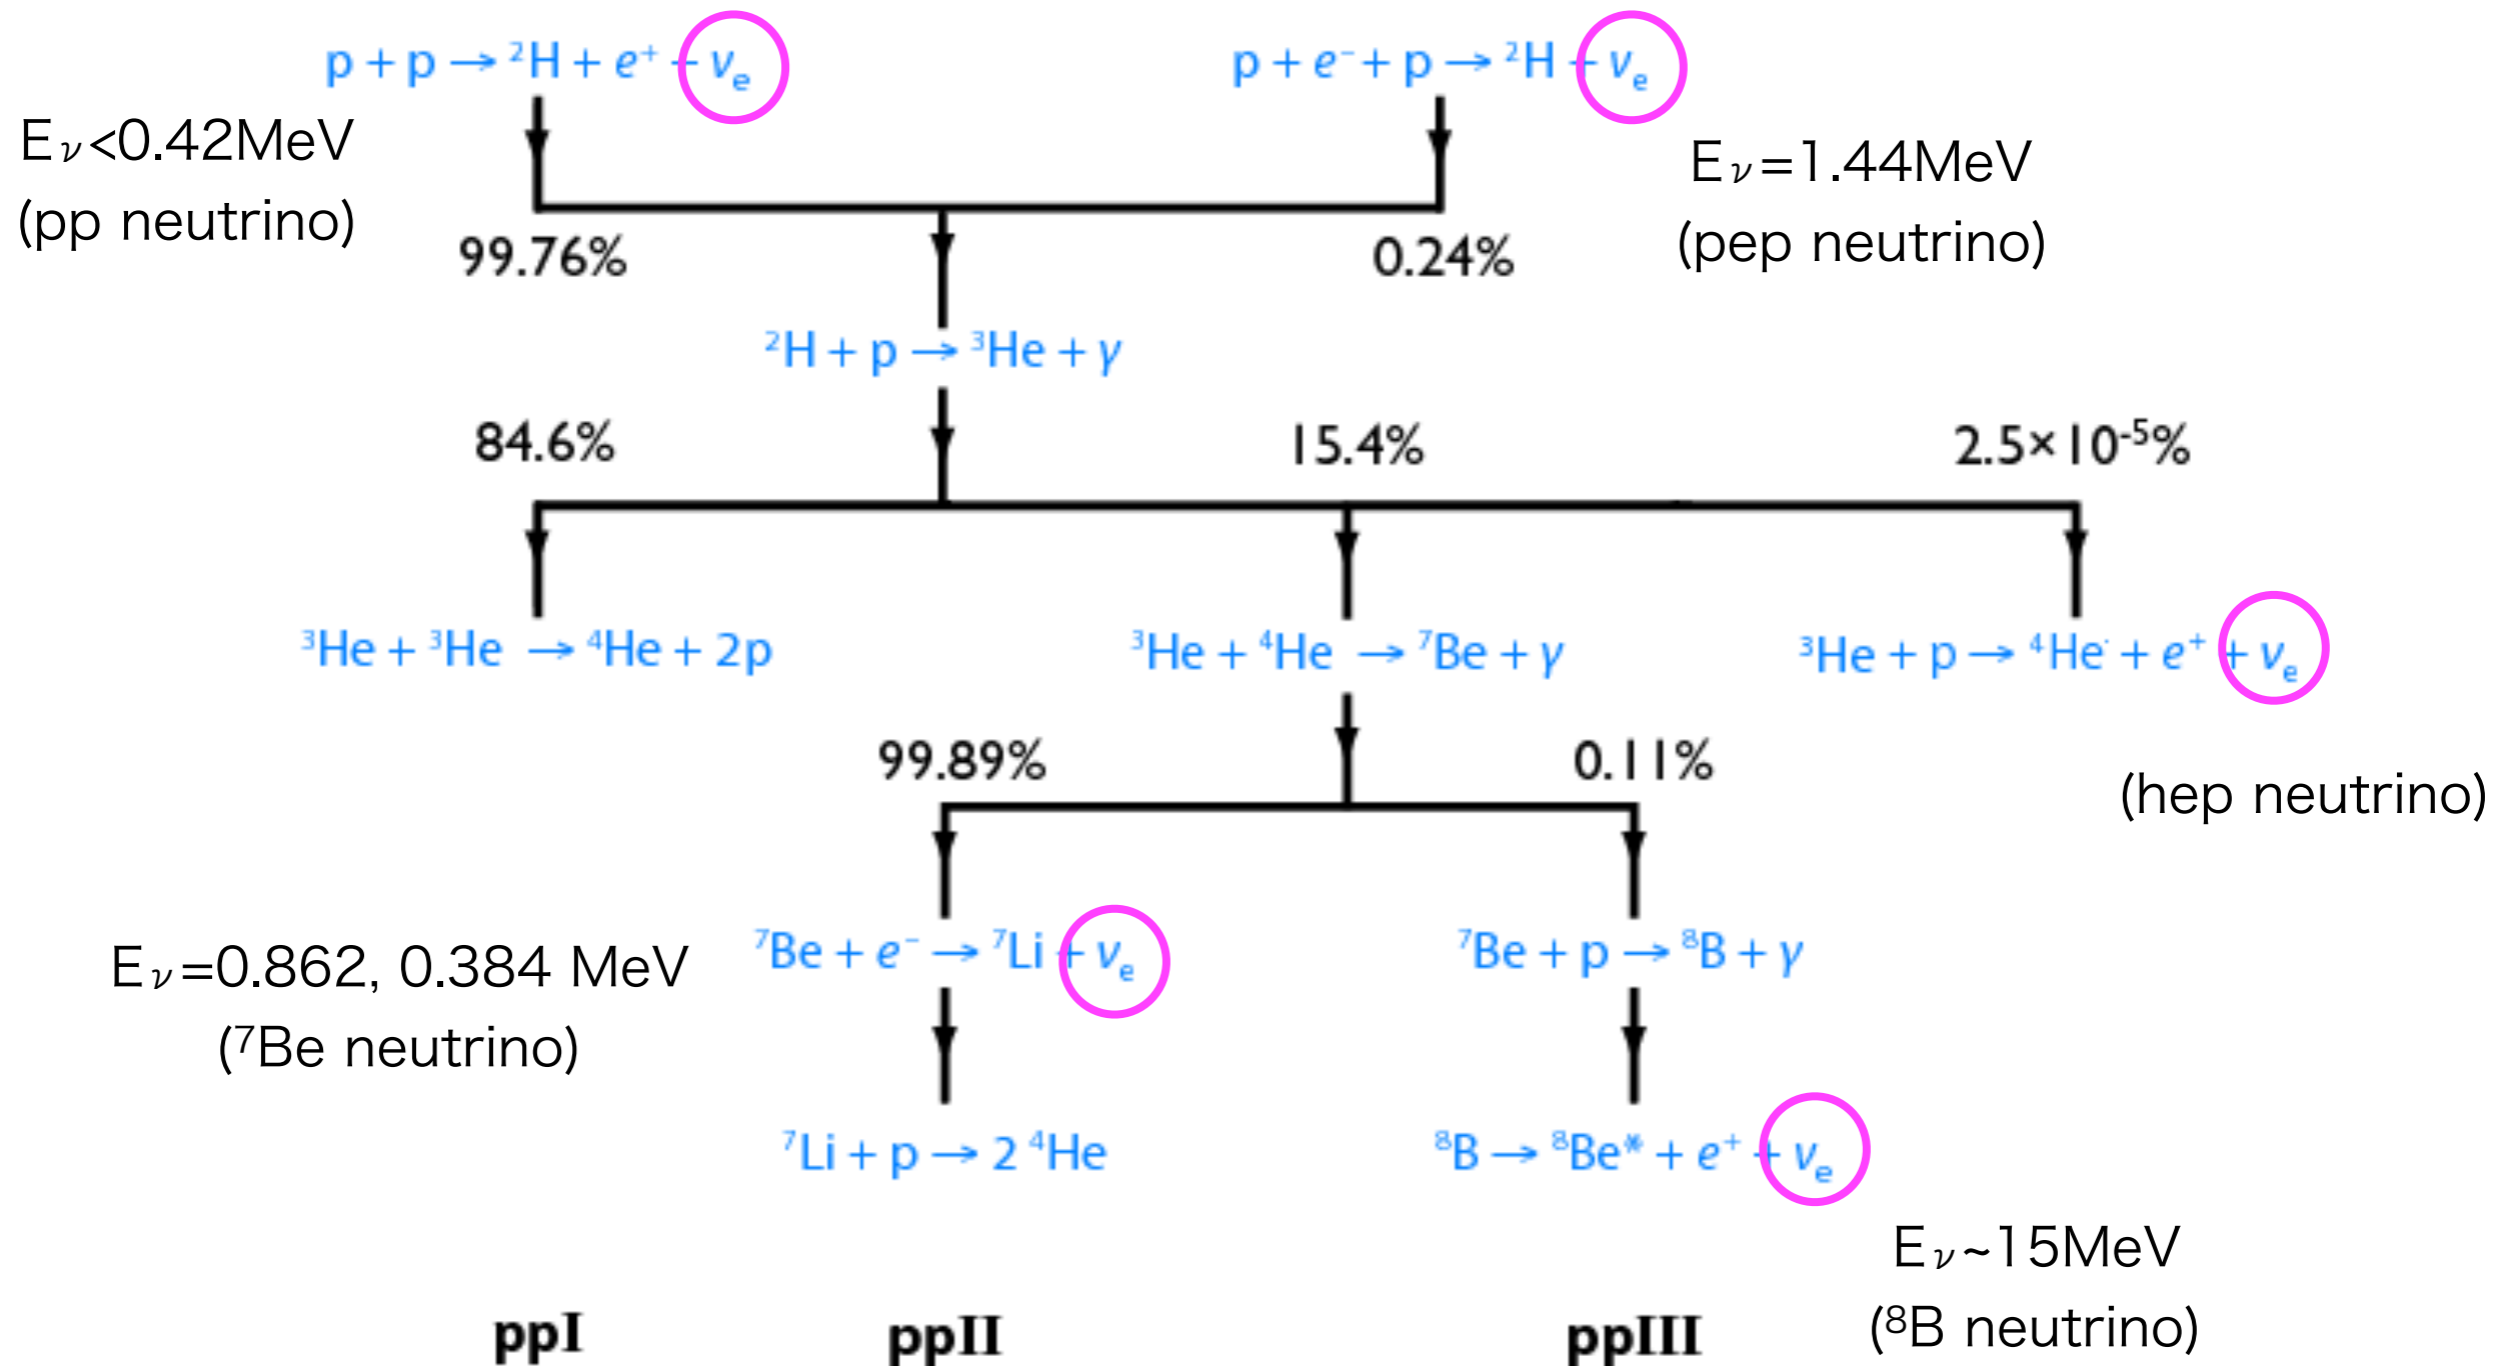 p + p → ²H + e⁺ + νₑ
p + e⁻ + p → ²H + νₑ
Eν<0.42MeV
(pp neutrino)
Eν=1.44MeV
(pep neutrino)
99.76%
0.24%
²H + p → ³He + γ
84.6%
15.4%
2.5×10⁻⁵%
³He + ³He → ⁴He + 2p
³He + ⁴He → ⁷Be + γ
³He + p → ⁴He + e⁺ + νₑ
99.89%
0.11%
(hep neutrino)
Eν=0.862, 0.384 MeV
(⁷Be neutrino)
⁷Be + e⁻ → ⁷Li + νₑ
⁷Be + p → ⁸B + γ
⁷Li + p → 2 ⁴He
⁸B → ⁸Be* + e⁺ + νₑ
Eν~15MeV
(⁸B neutrino)
ppI
ppII
ppIII